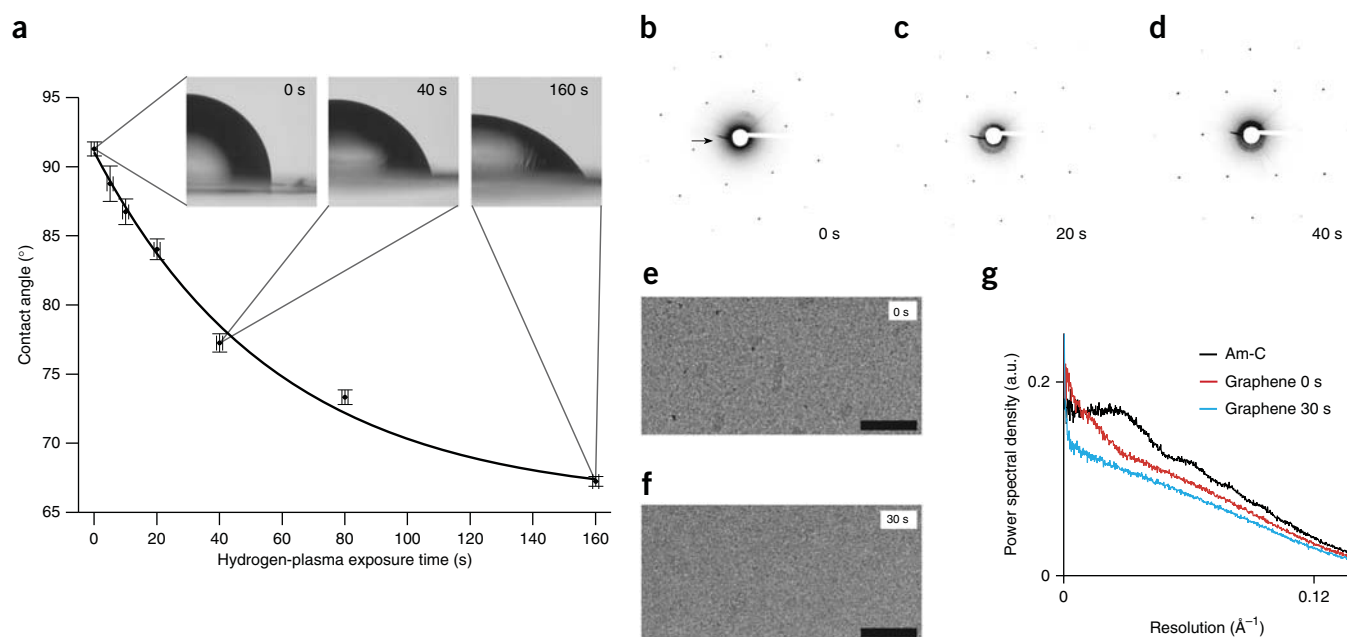 a
95
90
85
80
75
70
65
Contact angle (°)
0 s
40 s
160 s
0
20
40
60
80
100
120
140
160
Hydrogen-plasma exposure time (s)
b
0 s
c
20 s
d
40 s
e
0 s
f
30 s
g
Am-C
Graphene 0 s
Graphene 30 s
0.2
0
Power spectral density (a.u.)
0
0.12
Resolution (Å⁻¹)